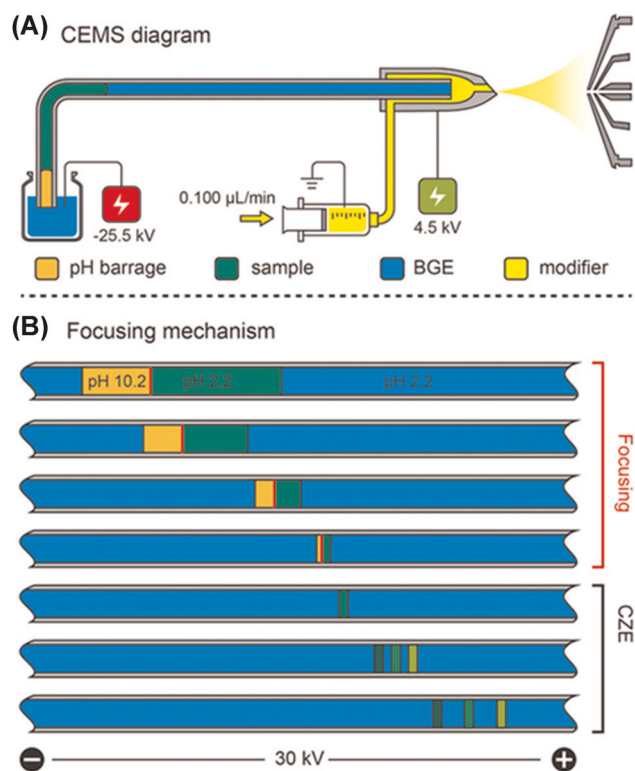 (A) CEMS diagram
0.100 µL/min
-25.5 kV
4.5 kV
pH barrage
sample
BGE
modifier
(B) Focusing mechanism
pH 10.2
pH 2.2
pH 2.2
Focusing
CZE
− 30 kV +